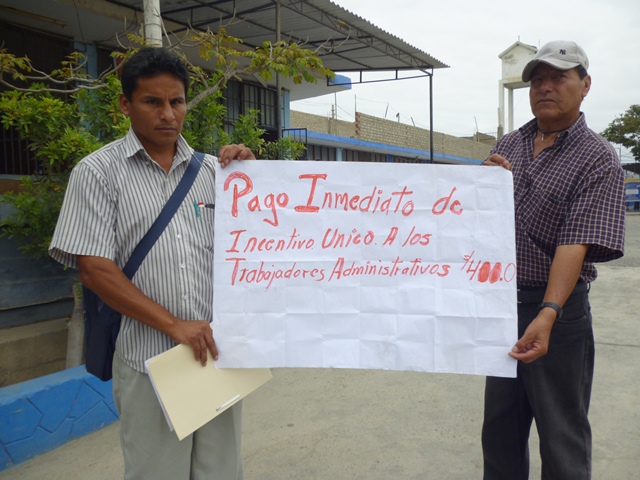 Pago Inmediato de
Incentivo Unico. A los
Trabajadores Administrativos $/400.0